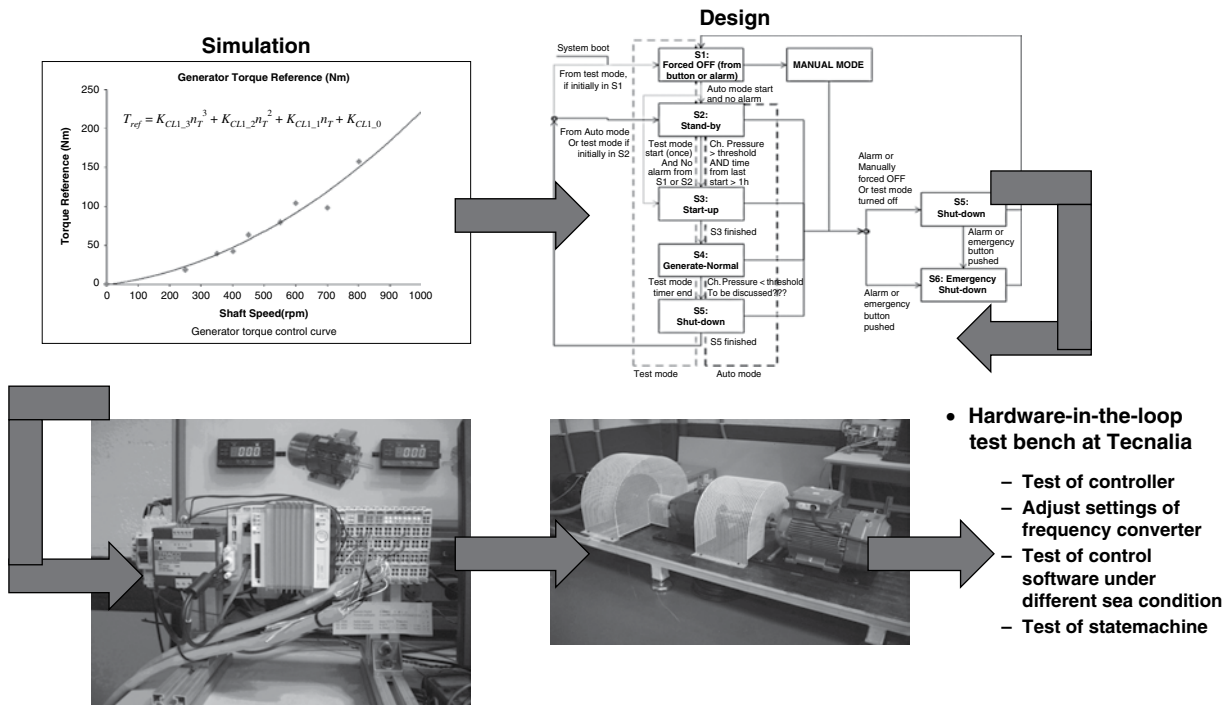 Simulation
Generator Torque Reference (Nm)
T_ref = K_CL1_3 n_T^3 + K_CL1_2 n_T^2 + K_CL1_1 n_T + K_CL1_0
Torque Reference (Nm)
250
200
150
100
50
0
0 100 200 300 400 500 600 700 800 900 1000
Shaft Speed(rpm)
Generator torque control curve
Design
System boot
S1:
Forced OFF (from
button or alarm)
MANUAL MODE
From test mode,
if initially in S1
Auto mode start
and no alarm
S2:
Stand-by
From Auto mode
Or test mode if
initially in S2
Test mode
start (once)
And No
alarm from
S1 or S2
Ch. Pressure
> threshold
AND time
from last
start > 1h
S3:
Start-up
S3 finished
S4:
Generate-Normal
Test mode
timer end
Ch. Pressure < threshold
To be discussed???
S5:
Shut-down
S5 finished
Test mode
Auto mode
Alarm or
Manually
forced OFF
Or test mode
turned off
S5:
Shut-down
Alarm or
emergency
button
pushed
S6: Emergency
Shut-down
Alarm or
emergency
button
pushed
000
000
• Hardware-in-the-loop
test bench at Tecnalia
– Test of controller
– Adjust settings of
frequency converter
– Test of control
software under
different sea condition
– Test of statemachine